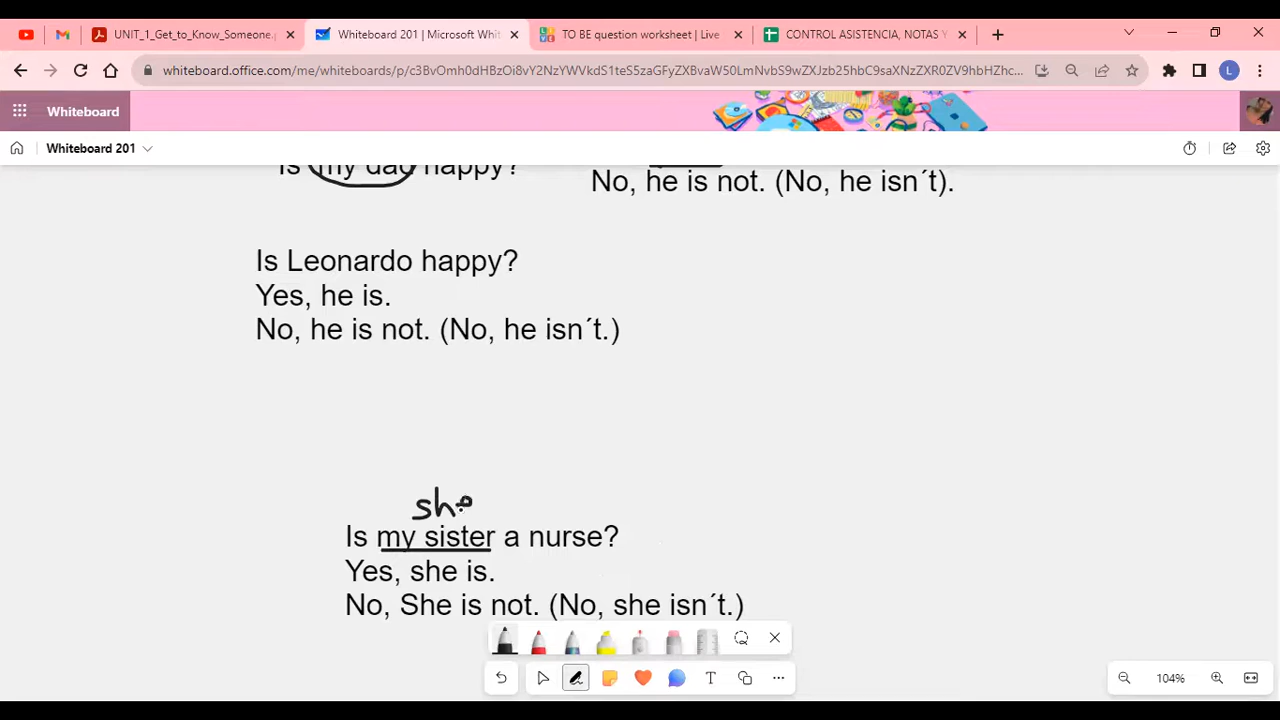 UNIT_1_Get_to_Know_Someone.
Whiteboard 201 | Microsoft Whit
TO BE question worksheet | Live
CONTROL ASISTENCIA, NOTAS Y
whiteboard.office.com/me/whiteboards/p/
Whiteboard
L
Whiteboard 201
Is my dad happy?
No, he is not. (No, he isn´t).
Is Leonardo happy?
Yes, he is.
No, he is not. (No, he isn´t.)
she
Is my sister a nurse?
Yes, she is.
No, She is not. (No, she isn´t.)
T
104%